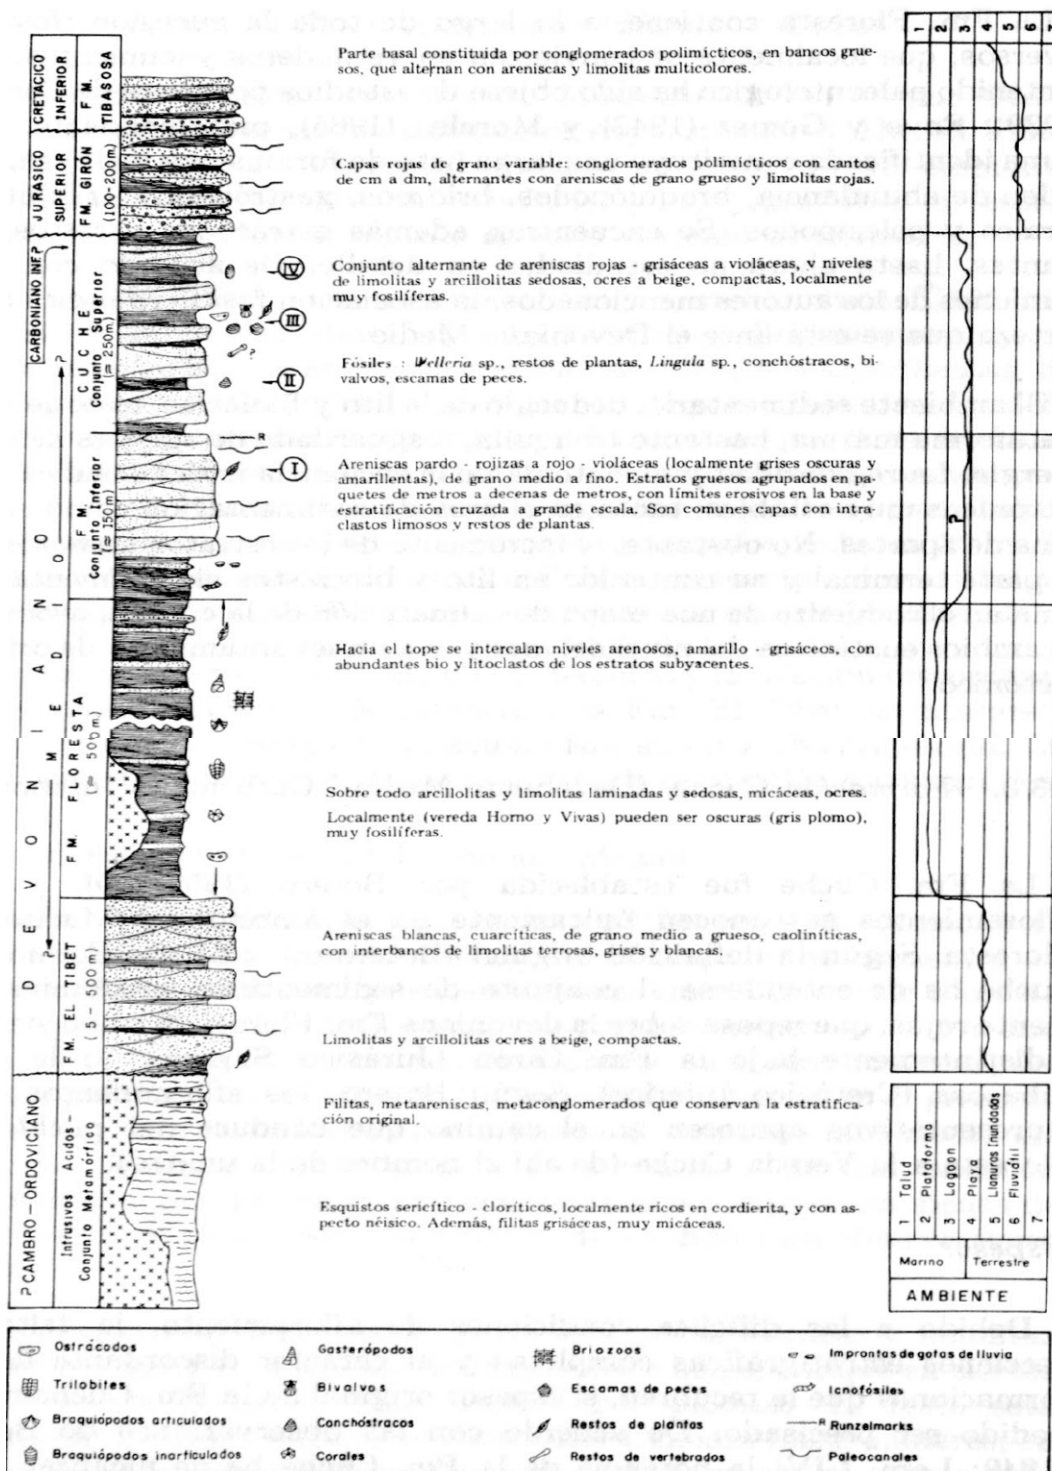 CRETACICO
INFERIOR
F M.
TIBASOSA
Parte basal constituida por conglomerados polimícticos, en bancos grue-
sos, que alternan con areniscas y limolitas multicolores.
JURASICO
SUPERIOR
FM. GIRÓN
(100-200m)
Capas rojas de grano variable: conglomerados polimícticos con cantos
de cm a dm, alternantes con areniscas de grano grueso y limolitas rojas.
CARBONIANO INF.?
?
F M. C U C H E
Conjunto Superior
(= 250m)
IV
III
II
Conjunto alternante de areniscas rojas - grisáceas a violáceas, y niveles
de limolitas y arcillolitas sedosas, ocres a beige, compactas, localmente
muy fosilíferas.
Fósiles : Welleria sp., restos de plantas, Lingula sp., conchóstracos, bi-
valvos, escamas de peces.
Conjunto Inferior
(= 150m)
R
I
Areniscas pardo - rojizas a rojo - violáceas (localmente grises oscuras y
amarillentas), de grano medio a fino. Estratos gruesos agrupados en pa-
quetes de metros a decenas de metros, con límites erosivos en la base y
estratificación cruzada a grande escala. Son comunes capas con intra-
clastos limosos y restos de plantas.
D E V O N I A N O
M E D I O
F M. FLORESTA
(= 500m)
Hacia el tope se intercalan niveles arenosos, amarillo - grisáceos, con
abundantes bio y litoclastos de los estratos subyacentes.
Sobre todo arcillolitas y limolitas laminadas y sedosas, micáceas, ocres.
Localmente (vereda Horno y Vivas) pueden ser oscuras (gris plomo),
muy fosilíferas.
?
FM. EL TIBET
(5 - 500m)
Areniscas blancas, cuarcíticas, de grano medio a grueso, caoliníticas,
con interbancos de limolitas terrosas, grises y blancas.
Limolitas y arcillolitas ocres a beige, compactas.
PCAMBRO-ORDOVICIANO
Intrusivos Acidos-
Conjunto Metamórfico
Filitas, metaareniscas, metaconglomerados que conservan la estratifica-
ción original.
Esquistos sericítico - cloríticos, localmente ricos en cordierita, y con as-
pecto néisico. Además, filitas grisáceas, muy micáceas.
1 2 3 4 5 6 7
?
1 Talud
2 Plataforma
3 Lagoon
4 Playa
5 Llanuras inundados
6 Fluviátil
7
Marino Terrestre
AMBIENTE
Ostrácodos Gasterópodos Briozoos Improntas de gotas de lluvia
Trilobites Bivalvos Escamas de peces Icnofósiles
Braquiópodos articulados Conchóstracos Restos de plantas R Runzelmarks
Braquiópodos inarticulados Corales Restos de vertebrados Paleocanales